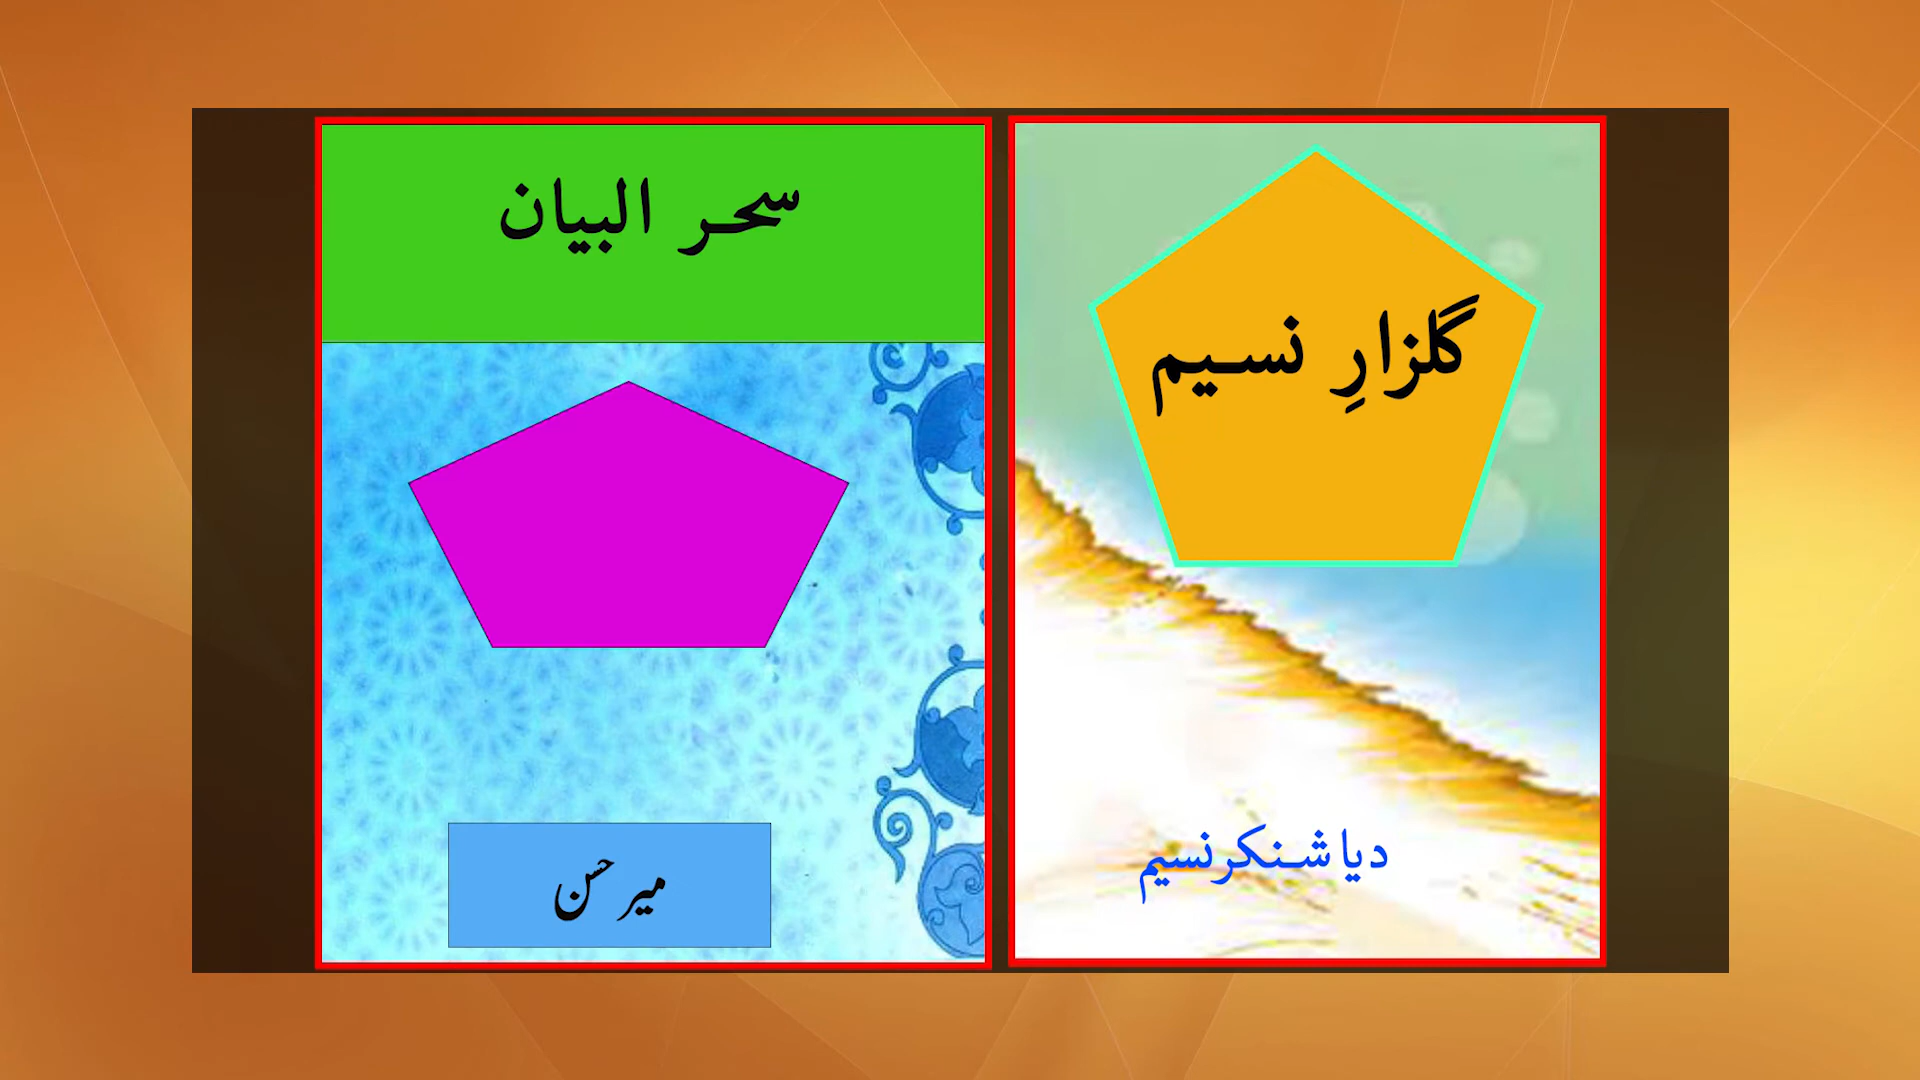 سحر البیان
میر حسن
گلزارِ نسیم
دیا شنکر نسیم